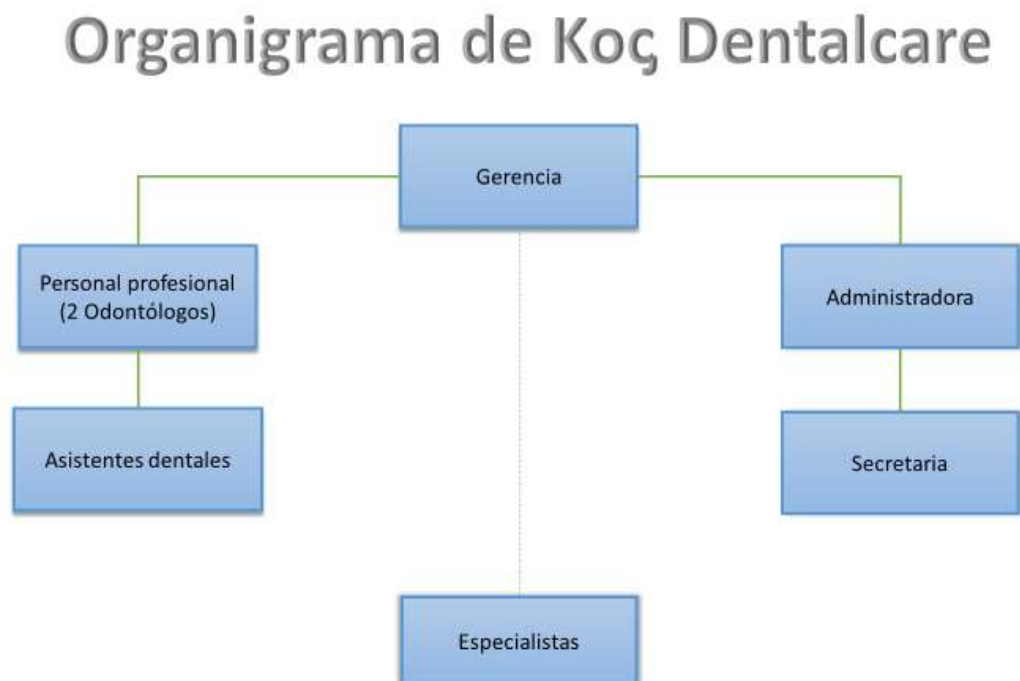 Organigrama de Koç Dentalcare
Gerencia
Personal profesional
(2 Odontólogos)
Administradora
Asistentes dentales
Secretaria
Especialistas